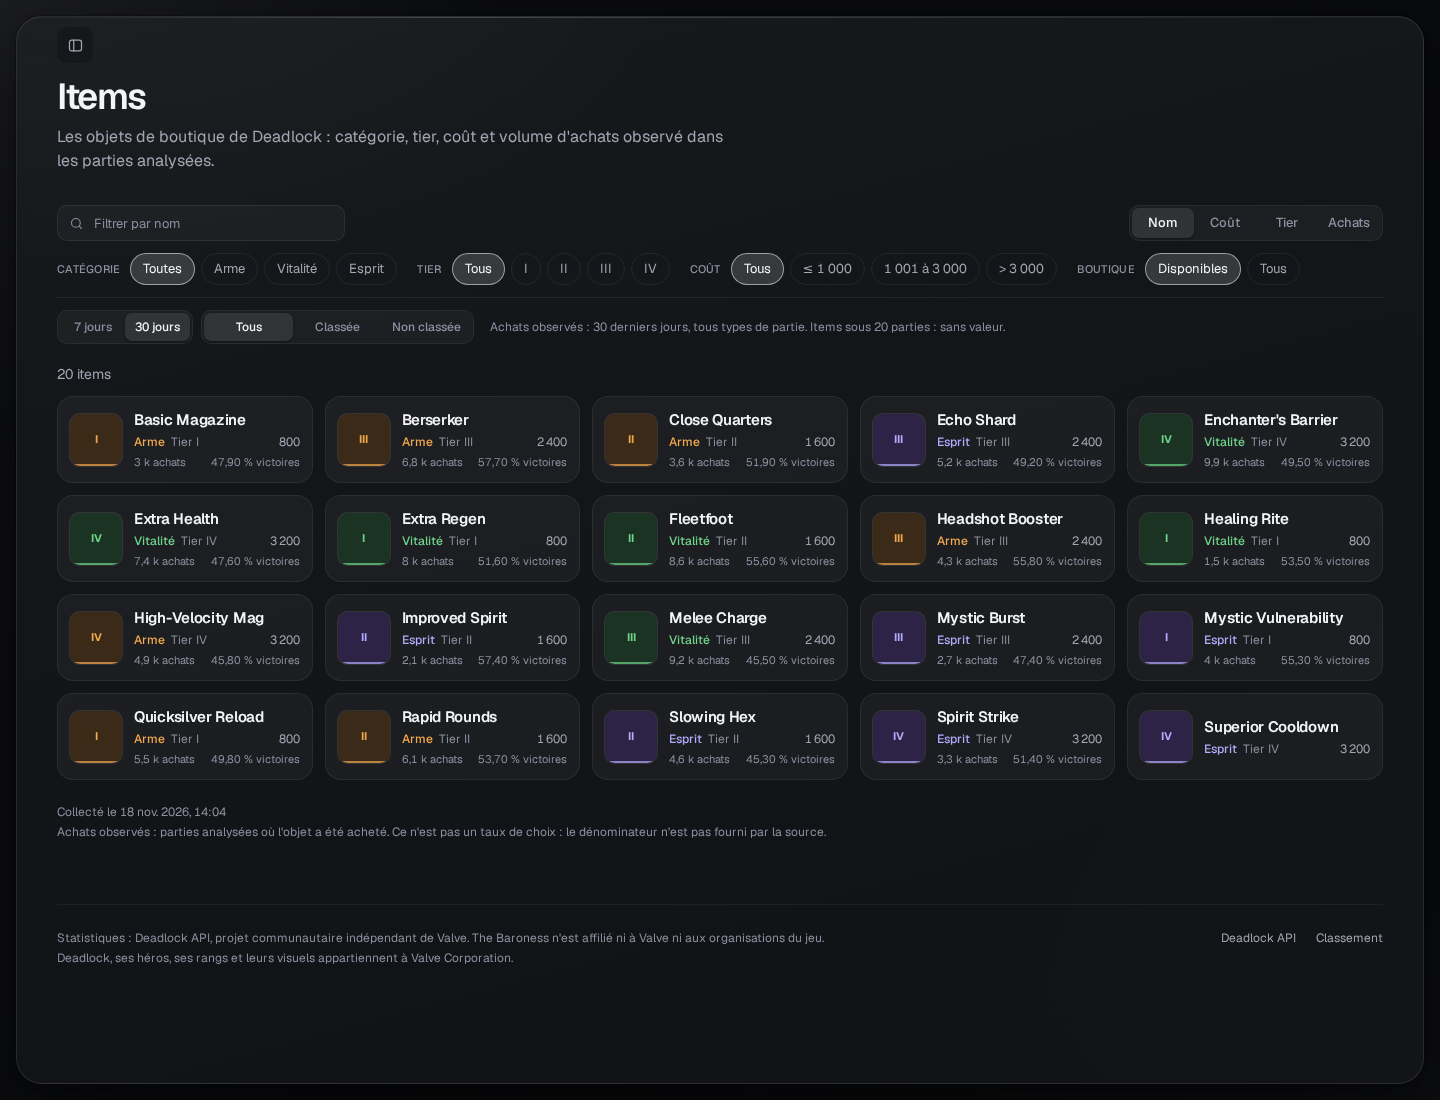 Items
Les objets de boutique de Deadlock : catégorie, tier, coût et volume d'achats observé dans
les parties analysées.
Filtrer par nom
Nom Coût Tier Achats
CATÉGORIE Toutes Arme Vitalité Esprit TIER Tous I II III IV COÛT Tous ≤ 1 000 1 001 à 3 000 > 3 000 BOUTIQUE Disponibles Tous
7 jours 30 jours Tous Classée Non classée Achats observés : 30 derniers jours, tous types de partie. Items sous 20 parties : sans valeur.
20 items
I
Basic Magazine
Arme Tier I 800
3 k achats 47,90 % victoires
III
Berserker
Arme Tier III 2 400
6,8 k achats 57,70 % victoires
II
Close Quarters
Arme Tier II 1 600
3,6 k achats 51,90 % victoires
III
Echo Shard
Esprit Tier III 2 400
5,2 k achats 49,20 % victoires
IV
Enchanter's Barrier
Vitalité Tier IV 3 200
9,9 k achats 49,50 % victoires
IV
Extra Health
Vitalité Tier IV 3 200
7,4 k achats 47,60 % victoires
I
Extra Regen
Vitalité Tier I 800
8 k achats 51,60 % victoires
II
Fleetfoot
Vitalité Tier II 1 600
8,6 k achats 55,60 % victoires
III
Headshot Booster
Arme Tier III 2 400
4,3 k achats 55,80 % victoires
I
Healing Rite
Vitalité Tier I 800
1,5 k achats 53,50 % victoires
IV
High-Velocity Mag
Arme Tier IV 3 200
4,9 k achats 45,80 % victoires
II
Improved Spirit
Esprit Tier II 1 600
2,1 k achats 57,40 % victoires
III
Melee Charge
Vitalité Tier III 2 400
9,2 k achats 45,50 % victoires
III
Mystic Burst
Esprit Tier III 2 400
2,7 k achats 47,40 % victoires
I
Mystic Vulnerability
Esprit Tier I 800
4 k achats 55,30 % victoires
I
Quicksilver Reload
Arme Tier I 800
5,5 k achats 49,80 % victoires
II
Rapid Rounds
Arme Tier II 1 600
6,1 k achats 53,70 % victoires
II
Slowing Hex
Esprit Tier II 1 600
4,6 k achats 45,30 % victoires
IV
Spirit Strike
Esprit Tier IV 3 200
3,3 k achats 51,40 % victoires
IV
Superior Cooldown
Esprit Tier IV 3 200
Collecté le 18 nov. 2026, 14:04
Achats observés : parties analysées où l'objet a été acheté. Ce n'est pas un taux de choix : le dénominateur n'est pas fourni par la source.
Statistiques : Deadlock API, projet communautaire indépendant de Valve. The Baroness n'est affilié ni à Valve ni aux organisations du jeu.
Deadlock, ses héros, ses rangs et leurs visuels appartiennent à Valve Corporation.
Deadlock API Classement